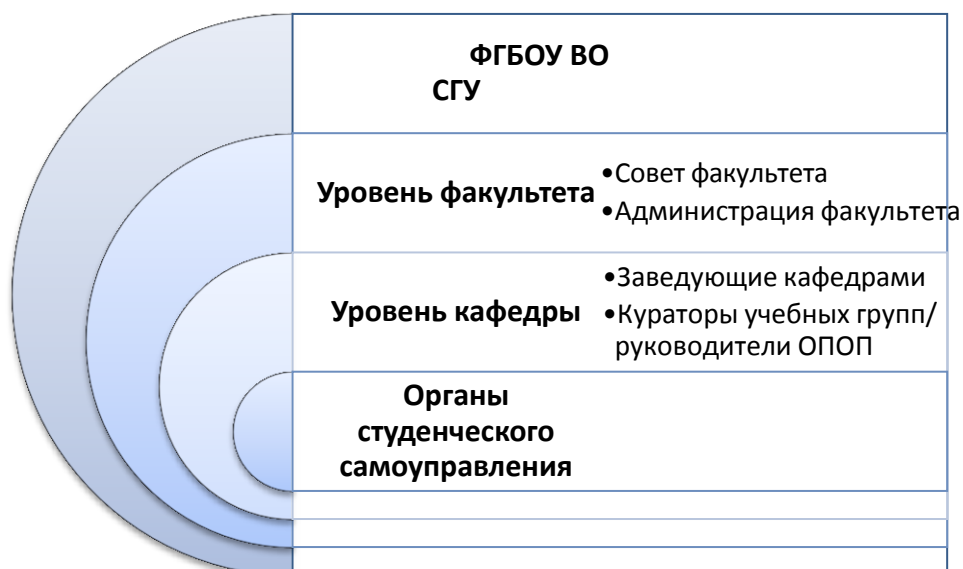 ФГБОУ ВО
СГУ
Уровень факультета
•Совет факультета
•Администрация факультета
Уровень кафедры
•Заведующие кафедрами
•Кураторы учебных групп/
руководители ОПОП
Органы
студенческого
самоуправления